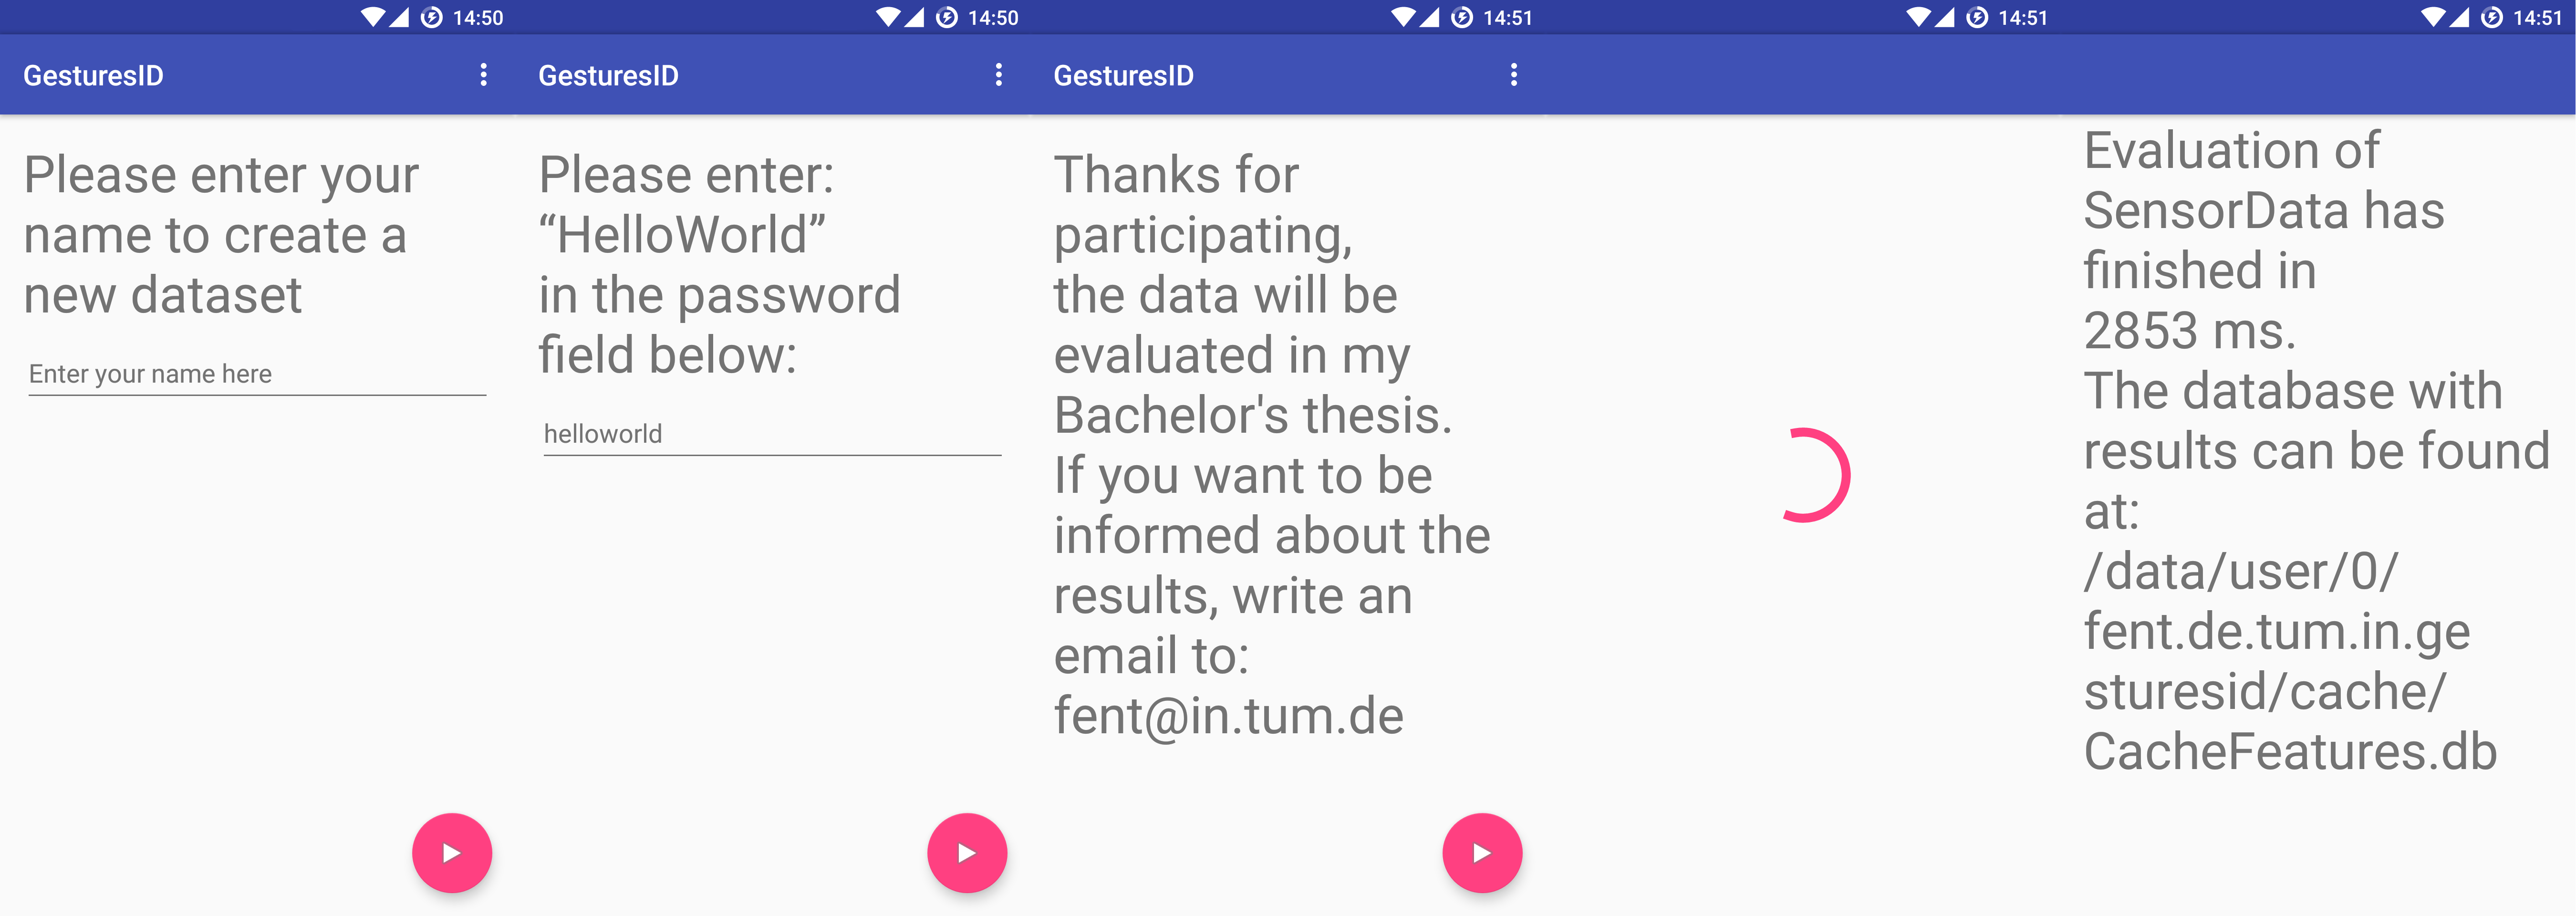 14:50
GesturesID
Please enter your
name to create a
new dataset
Enter your name here
14:50
GesturesID
Please enter:
“HelloWorld”
in the password
field below:
helloworld
14:51
GesturesID
Thanks for
participating,
the data will be
evaluated in my
Bachelor's thesis.
If you want to be
informed about the
results, write an
email to:
fent@in.tum.de
14:51
14:51
Evaluation of
SensorData has
finished in
2853 ms.
The database with
results can be found
at:
/data/user/0/
fent.de.tum.in.ge
sturesid/cache/
CacheFeatures.db